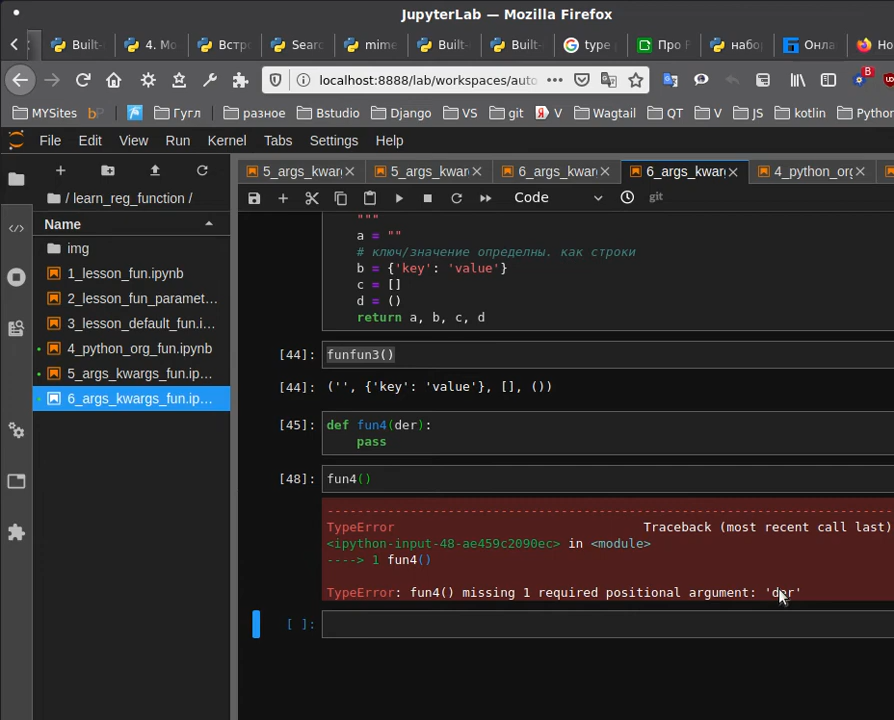 JupyterLab — Mozilla Firefox
Built- 4. Mo Встро Searc mime Built- Built- type Про F набо Онла Но
localhost:8888/lab/workspaces/auto
MYSites bP Гугл разное Bstudio Django VS git V Wagtail QT V JS kotlin Python
File Edit View Run Kernel Tabs Settings Help
5_args_kwar 5_args_kwar 6_args_kwar 6_args_kwar 4_python_org
/ learn_reg_function /
Code git
Name
img
1_lesson_fun.ipynb
2_lesson_fun_paramet...
3_lesson_default_fun.i...
4_python_org_fun.ipynb
5_args_kwargs_fun.ip...
6_args_kwargs_fun.ip...
"""
a = ""
# ключ/значение определны. как строки
b = {'key': 'value'}
c = []
d = ()
return a, b, c, d
[44]: funfun3()
[44]: ('', {'key': 'value'}, [], ())
[45]: def fun4(der):
pass
[48]: fun4()
TypeError Traceback (most recent call last)
<ipython-input-48-ae459c2090ec> in <module>
----> 1 fun4()
TypeError: fun4() missing 1 required positional argument: 'der'
[ ]: